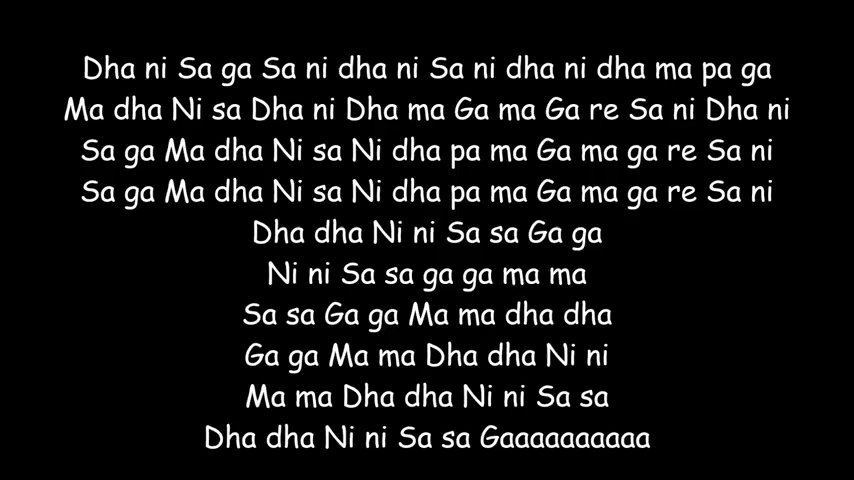 Dha ni Sa ga Sa ni dha ni Sa ni dha ni dha ma pa ga
Ma dha Ni sa Dha ni Dha ma Ga ma Ga re Sa ni Dha ni
Sa ga Ma dha Ni sa Ni dha pa ma Ga ma ga re Sa ni
Sa ga Ma dha Ni sa Ni dha pa ma Ga ma ga re Sa ni
Dha dha Ni ni Sa sa Ga ga
Ni ni Sa sa ga ga ma ma
Sa sa Ga ga Ma ma dha dha
Ga ga Ma ma Dha dha Ni ni
Ma ma Dha dha Ni ni Sa sa
Dha dha Ni ni Sa sa Gaaaaaaaaaa